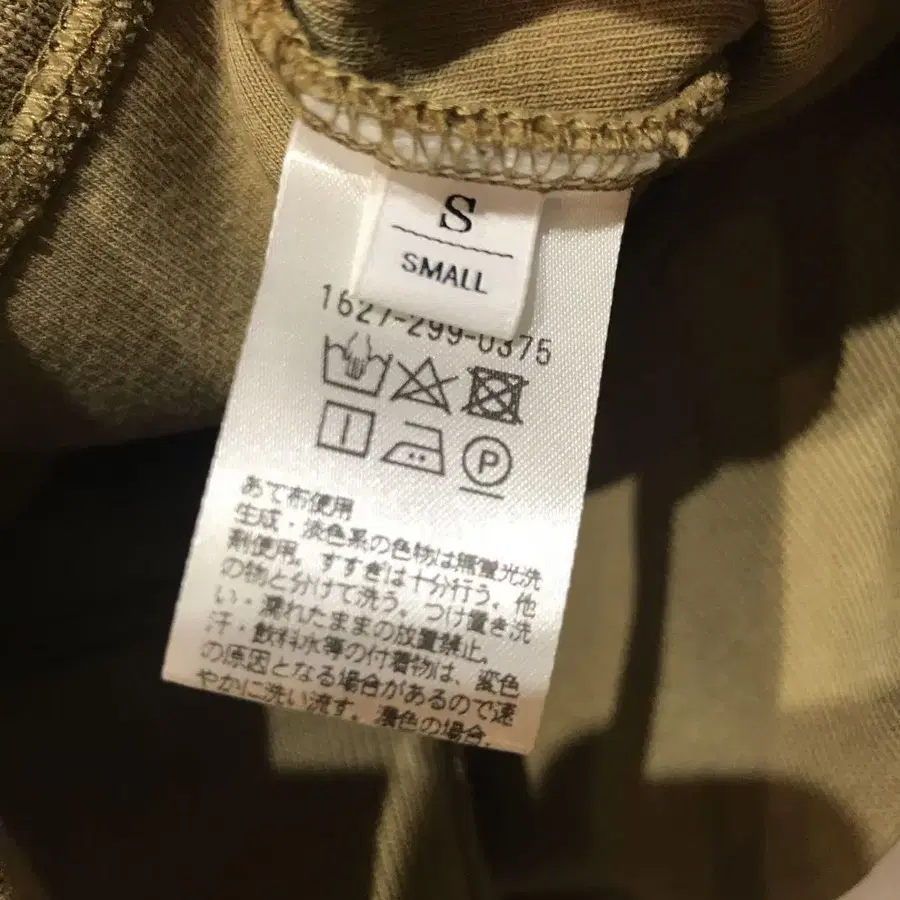 S
SMALL
1627-299-0375
P
あて布使用
生成・淡色系の色物は無蛍光洗
剤使用。すすぎは十分行う。他
の物と分けて洗う。つけ置き洗
い・濡れたままの放置禁止。
汗・飲料水等の付着物は、変色
の原因となる場合があるので速
やかに洗い流す。濃色の場合、